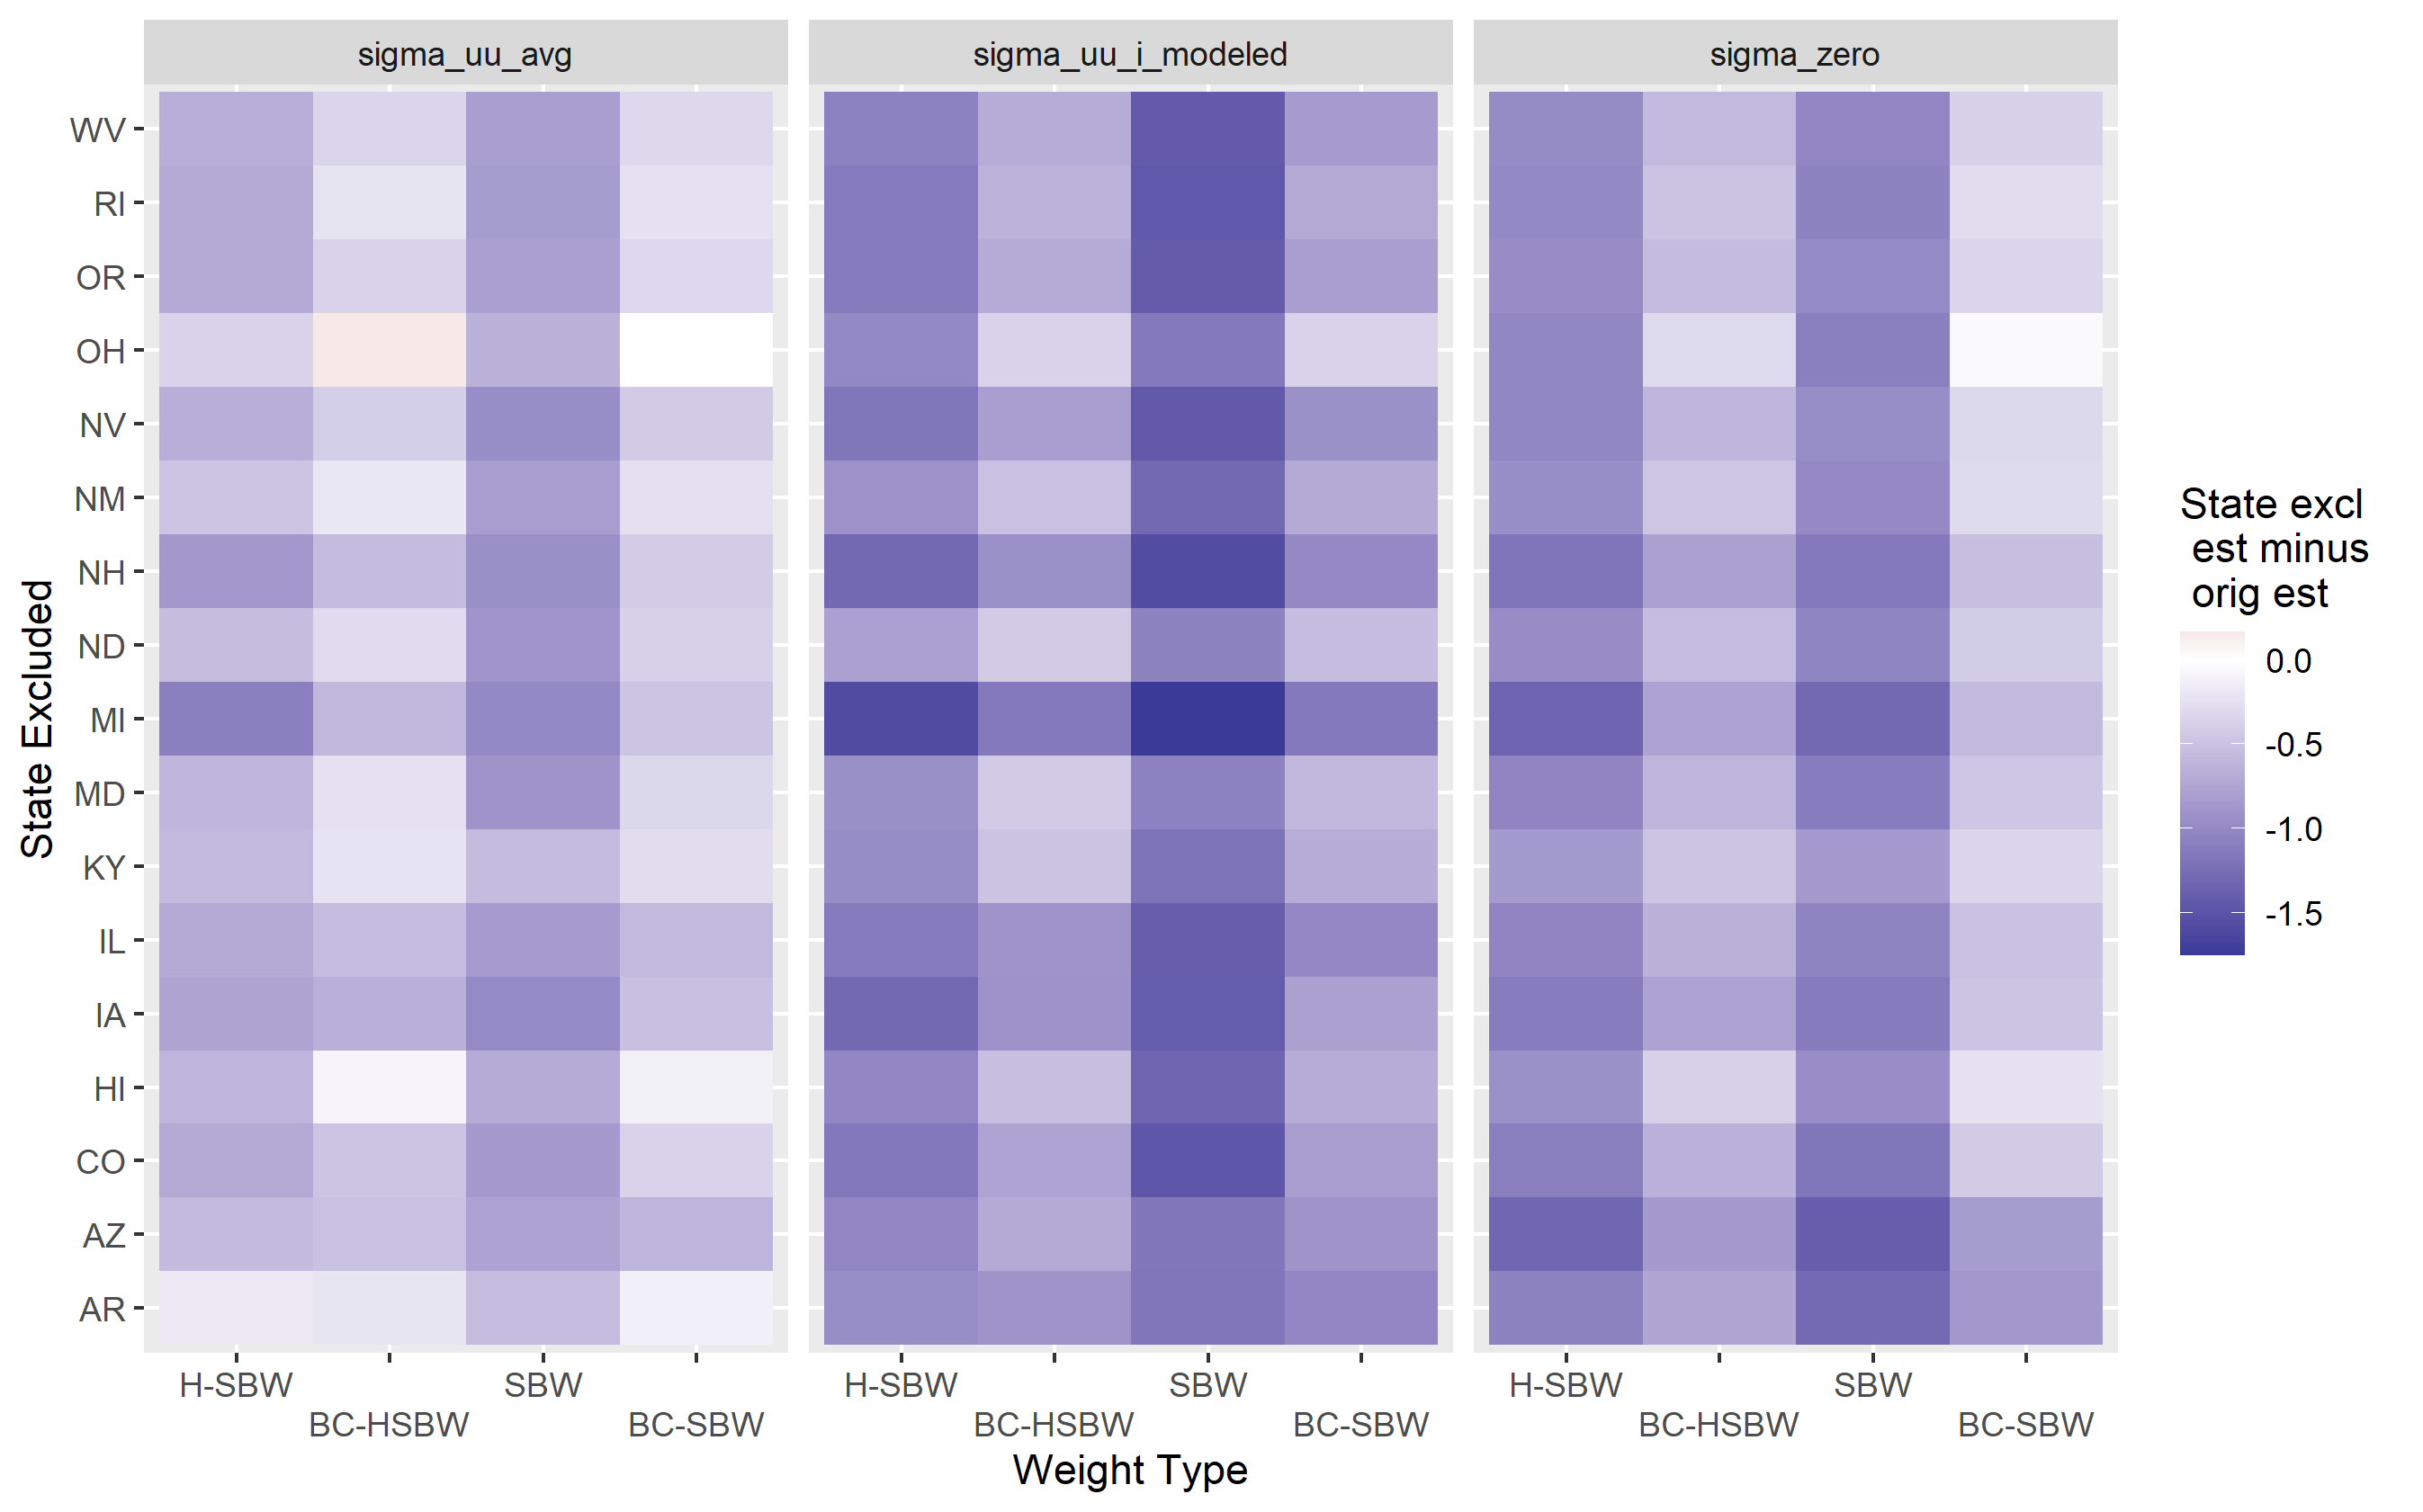 sigma_uu_avg
sigma_uu_i_modeled
sigma_zero
State Excluded
WV
RI
OR
OH
NV
NM
NH
ND
MI
MD
KY
IL
IA
HI
CO
AZ
AR
H-SBW
BC-HSBW
SBW
BC-SBW
H-SBW
BC-HSBW
SBW
BC-SBW
H-SBW
BC-HSBW
SBW
BC-SBW
Weight Type
State excl
est minus
orig est
0.0
-0.5
-1.0
-1.5